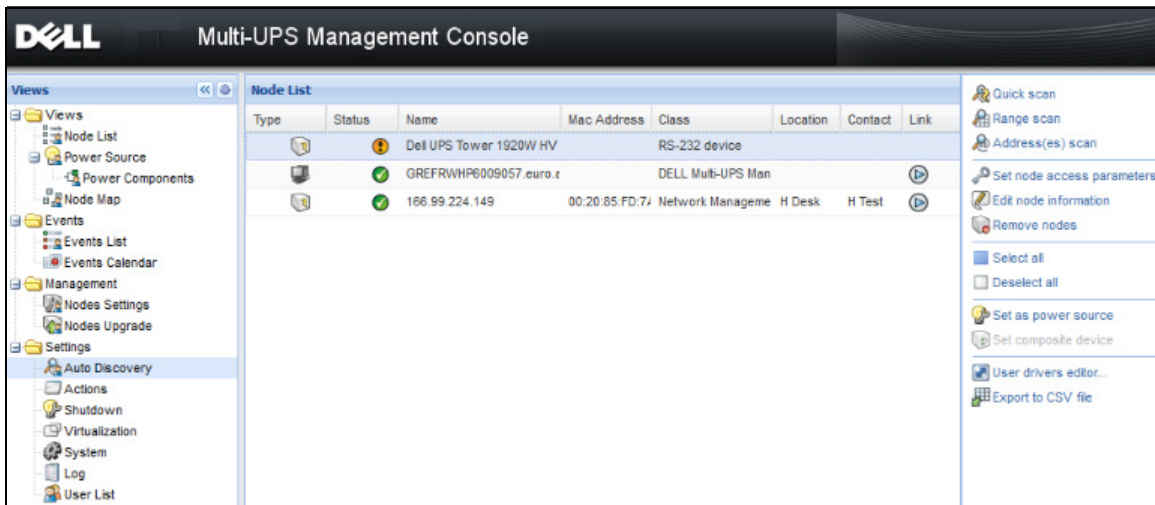 DELL Multi-UPS Management Console
Views
Views
Node List
Power Source
Power Components
Node Map
Events
Events List
Events Calendar
Management
Nodes Settings
Nodes Upgrade
Settings
Auto Discovery
Actions
Shutdown
Virtualization
System
Log
User List
Node List
Type Status Name Mac Address Class Location Contact Link
Dell UPS Tower 1920W HV RS-232 device
GREFRWHP6009057.euro. DELL Multi-UPS Man
166.99.224.149 00:20:85:FD:7 Network Manageme H Desk H Test
Quick scan
Range scan
Address(es) scan
Set node access parameters
Edit node information
Remove nodes
Select all
Deselect all
Set as power source
Set composite device
User drivers editor...
Export to CSV file